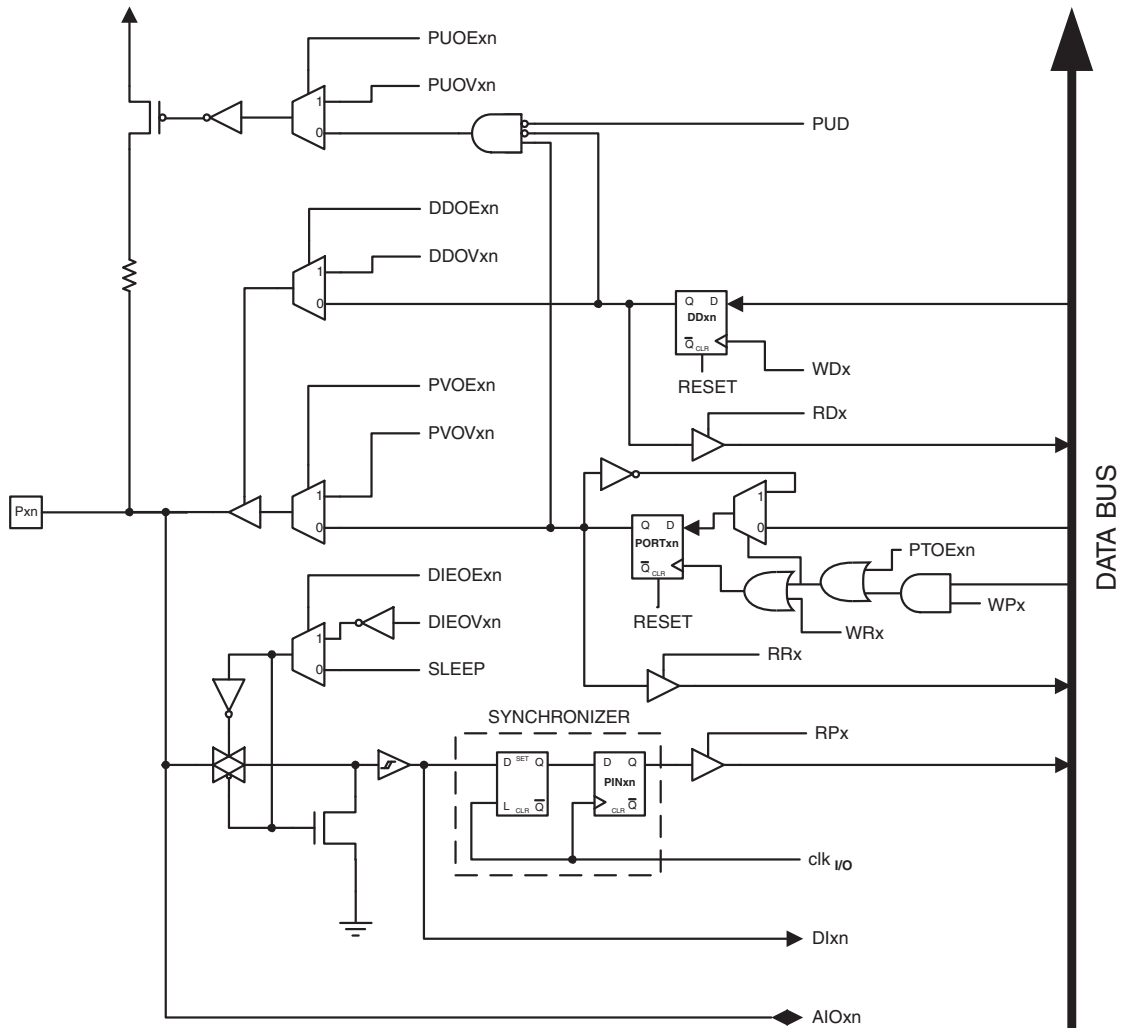 PUOExn
PUOVxn
1
0
PUD
DDOExn
DDOVxn
1
0
Q D
DDxn
Q CLR
WDx
RESET
RDx
PVOExn
PVOVxn
1
0
Pxn
1
0
Q D
PORTxn
Q CLR
RESET
PTOExn
WPx
WRx
RRx
DATA BUS
DIEOExn
DIEOVxn
1
0
SLEEP
SYNCHRONIZER
D SET Q
L CLR Q
D Q
PINxn
CLR Q
RPx
clk I/O
DIxn
AIOxn